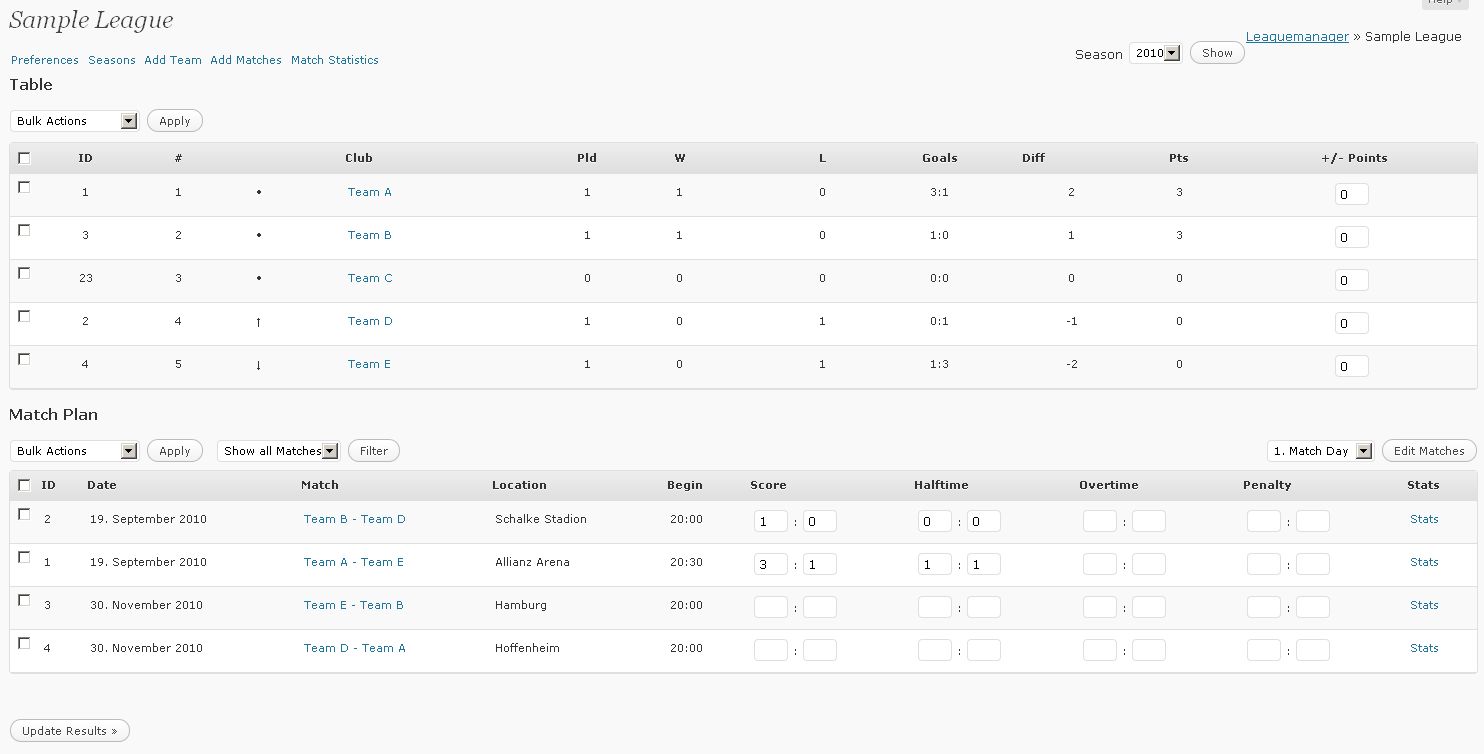 Help
Sample League
Leaguemanager » Sample League
Season 2010 Show
Preferences Seasons Add Team Add Matches Match Statistics
Table
Bulk Actions Apply
ID # Club Pld W L Goals Diff Pts +/- Points
1 1 • Team A 1 1 0 3:1 2 3 0
3 2 • Team B 1 1 0 1:0 1 3 0
23 3 • Team C 0 0 0 0:0 0 0 0
2 4 ↑ Team D 1 0 1 0:1 -1 0 0
4 5 ↓ Team E 1 0 1 1:3 -2 0 0
Match Plan
Bulk Actions Apply Show all Matches Filter 1. Match Day Edit Matches
ID Date Match Location Begin Score Halftime Overtime Penalty Stats
2 19. September 2010 Team B - Team D Schalke Stadion 20:00 1 : 0 0 : 0 : : Stats
1 19. September 2010 Team A - Team E Allianz Arena 20:30 3 : 1 1 : 1 : : Stats
3 30. November 2010 Team E - Team B Hamburg 20:00 : : : : Stats
4 30. November 2010 Team D - Team A Hoffenheim 20:00 : : : : Stats
Update Results »